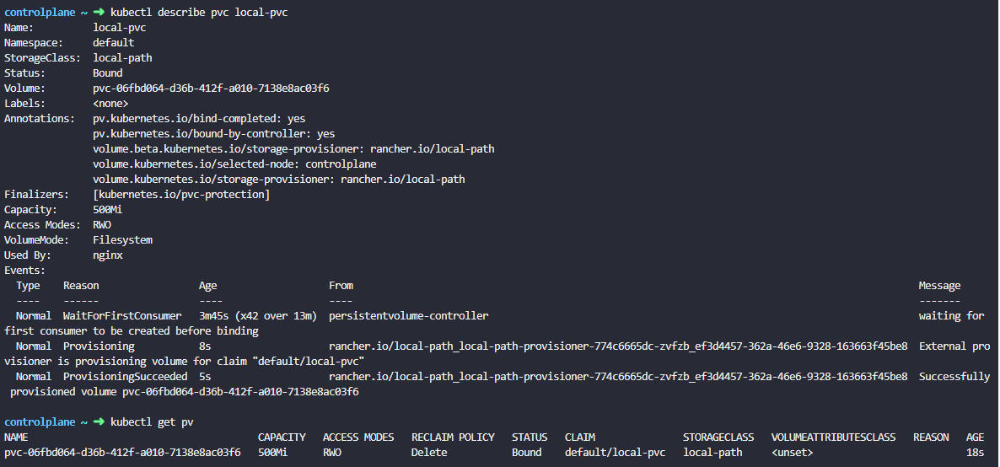 controlplane ~ ➜ kubectl describe pvc local-pvc
Name:          local-pvc
Namespace:     default
StorageClass:  local-path
Status:        Bound
Volume:        pvc-06fbd064-d36b-412f-a010-7138e8ac03f6
Labels:        <none>
Annotations:   pv.kubernetes.io/bind-completed: yes
               pv.kubernetes.io/bound-by-controller: yes
               volume.beta.kubernetes.io/storage-provisioner: rancher.io/local-path
               volume.kubernetes.io/selected-node: controlplane
               volume.kubernetes.io/storage-provisioner: rancher.io/local-path
Finalizers:    [kubernetes.io/pvc-protection]
Capacity:      500Mi
Access Modes:  RWO
VolumeMode:    Filesystem
Used By:       nginx
Events:
  Type    Reason                 Age                   From                                                                                                Message
  ----    ------                 ----                  ----                                                                                                -------
  Normal  WaitForFirstConsumer   3m45s (x42 over 13m)  persistentvolume-controller                                                                         waiting for
first consumer to be created before binding
  Normal  Provisioning           8s                    rancher.io/local-path_local-path-provisioner-774c6665dc-zvfzb_ef3d4457-362a-46e6-9328-163663f45be8  External pro
visioner is provisioning volume for claim "default/local-pvc"
  Normal  ProvisioningSucceeded  5s                    rancher.io/local-path_local-path-provisioner-774c6665dc-zvfzb_ef3d4457-362a-46e6-9328-163663f45be8  Successfully
 provisioned volume pvc-06fbd064-d36b-412f-a010-7138e8ac03f6
controlplane ~ ➜ kubectl get pv
NAME                                       CAPACITY   ACCESS MODES   RECLAIM POLICY   STATUS   CLAIM               STORAGECLASS   VOLUMEATTRIBUTESCLASS   REASON   AGE
pvc-06fbd064-d36b-412f-a010-7138e8ac03f6   500Mi      RWO            Delete           Bound    default/local-pvc   local-path     <unset>                          18s